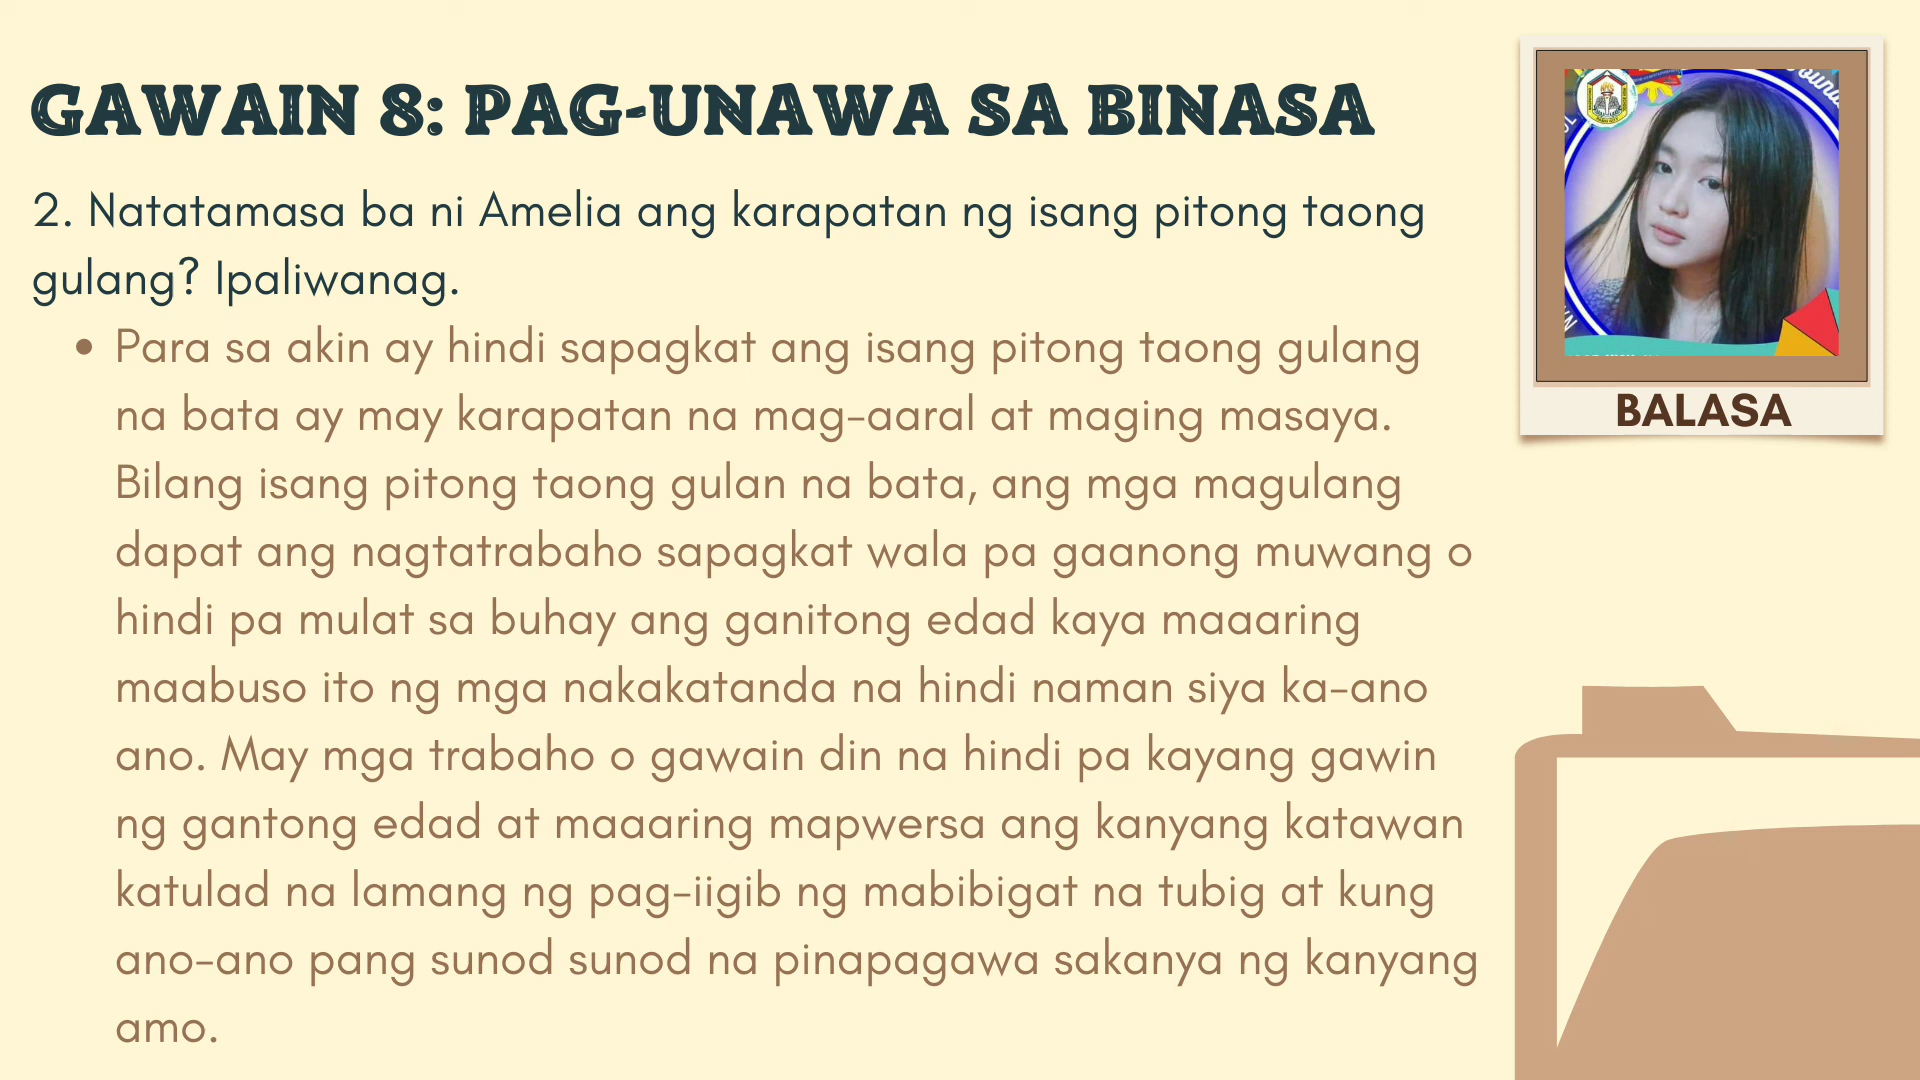 GAWAIN 8: PAG-UNAWA SA BINASA
2. Natatamasa ba ni Amelia ang karapatan ng isang pitong taong
gulang? Ipaliwanag.
• Para sa akin ay hindi sapagkat ang isang pitong taong gulang
na bata ay may karapatan na mag-aaral at maging masaya.
Bilang isang pitong taong gulan na bata, ang mga magulang
dapat ang nagtatrabaho sapagkat wala pa gaanong muwang o
hindi pa mulat sa buhay ang ganitong edad kaya maaaring
maabuso ito ng mga nakakatanda na hindi naman siya ka-ano
ano. May mga trabaho o gawain din na hindi pa kayang gawin
ng gantong edad at maaaring mapwersa ang kanyang katawan
katulad na lamang ng pag-iigib ng mabibigat na tubig at kung
ano-ano pang sunod sunod na pinapagawa sakanya ng kanyang
amo.
BALASA